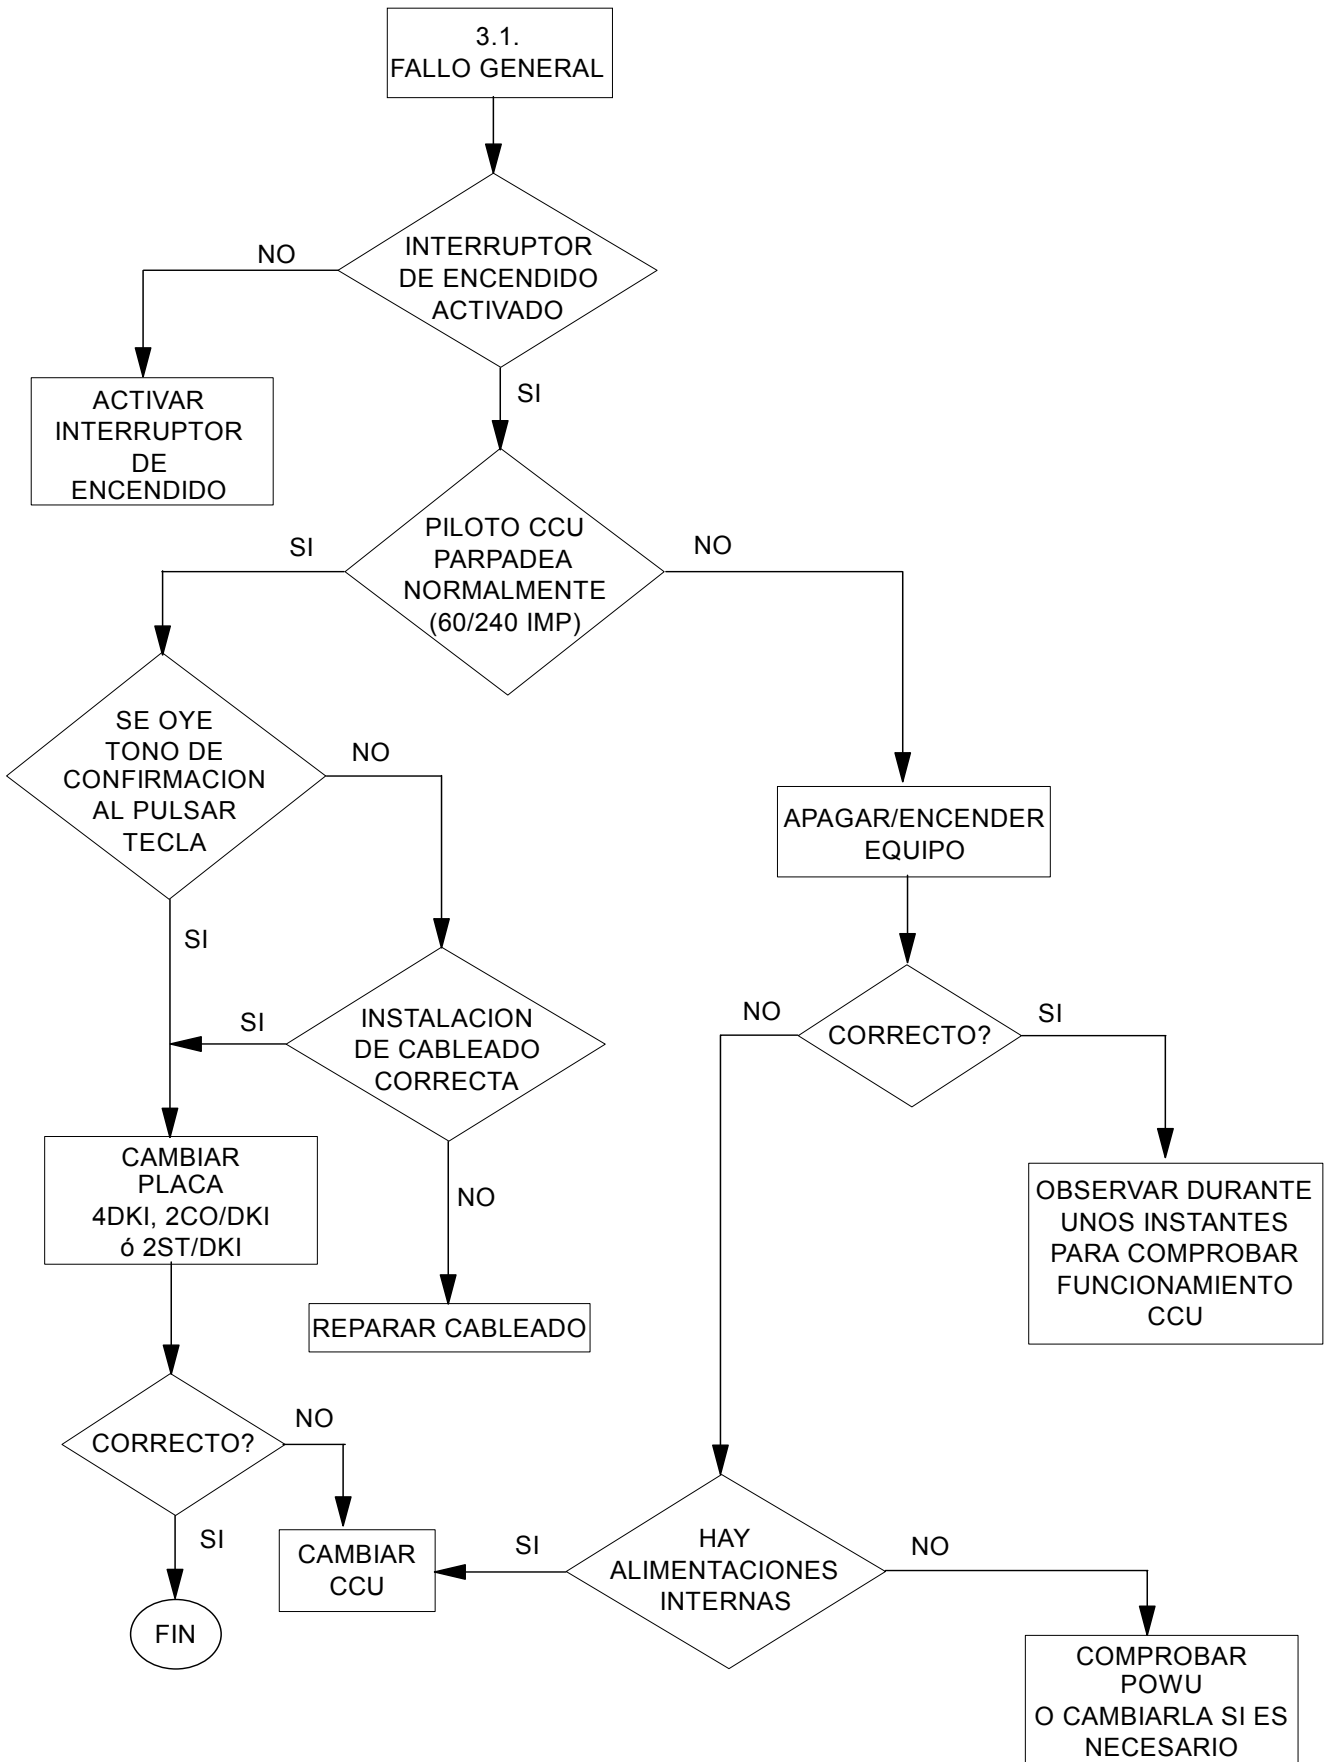 3.1.
FALLO GENERAL
NO
INTERRUPTOR
DE ENCENDIDO
ACTIVADO
SI
ACTIVAR
INTERRUPTOR
DE
ENCENDIDO
SI
PILOTO CCU
PARPADEA
NORMALMENTE
(60/240 IMP)
NO
SE OYE
TONO DE
CONFIRMACION
AL PULSAR
TECLA
NO
SI
APAGAR/ENCENDER
EQUIPO
SI
INSTALACION
DE CABLEADO
CORRECTA
NO
NO
CORRECTO?
SI
CAMBIAR
PLACA
4DKI, 2CO/DKI
ó 2ST/DKI
REPARAR CABLEADO
OBSERVAR DURANTE
UNOS INSTANTES
PARA COMPROBAR
FUNCIONAMIENTO
CCU
CORRECTO?
NO
SI
FIN
CAMBIAR
CCU
SI
HAY
ALIMENTACIONES
INTERNAS
NO
COMPROBAR
POWU
O CAMBIARLA SI ES
NECESARIO